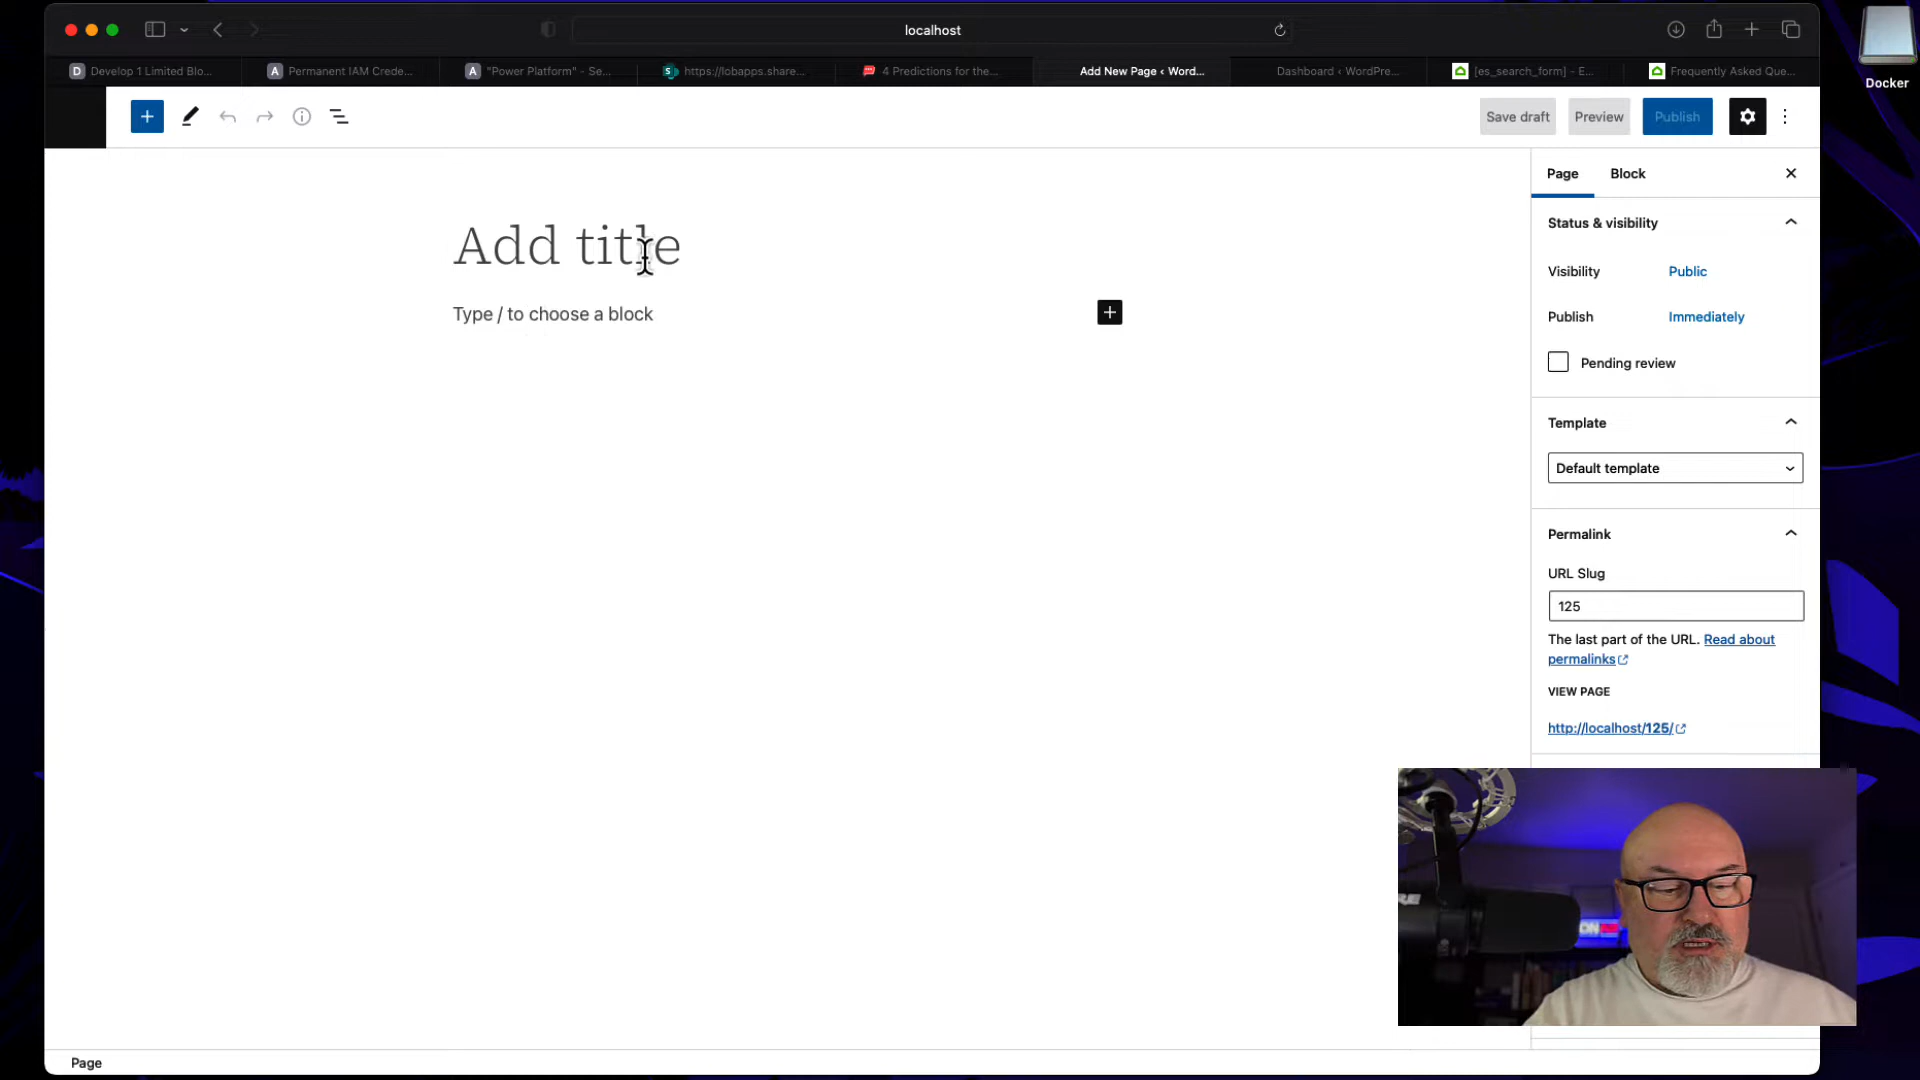 localhost
Develop 1 Limited Blo...
Permanent IAM Crede...
"Power Platform" - Se...
https://lobapps.share...
4 Predictions for the...
Add New Page ‹ Word...
Dashboard ‹ WordPre...
[es_search_form] - E...
Frequently Asked Que...
Docker
Save draft
Preview
Publish
Page
Block
Add title
Type / to choose a block
Status & visibility
Visibility
Public
Publish
Immediately
Pending review
Template
Default template
Permalink
URL Slug
125
The last part of the URL. Read about
permalinks
VIEW PAGE
http://localhost/125/
ON
Page